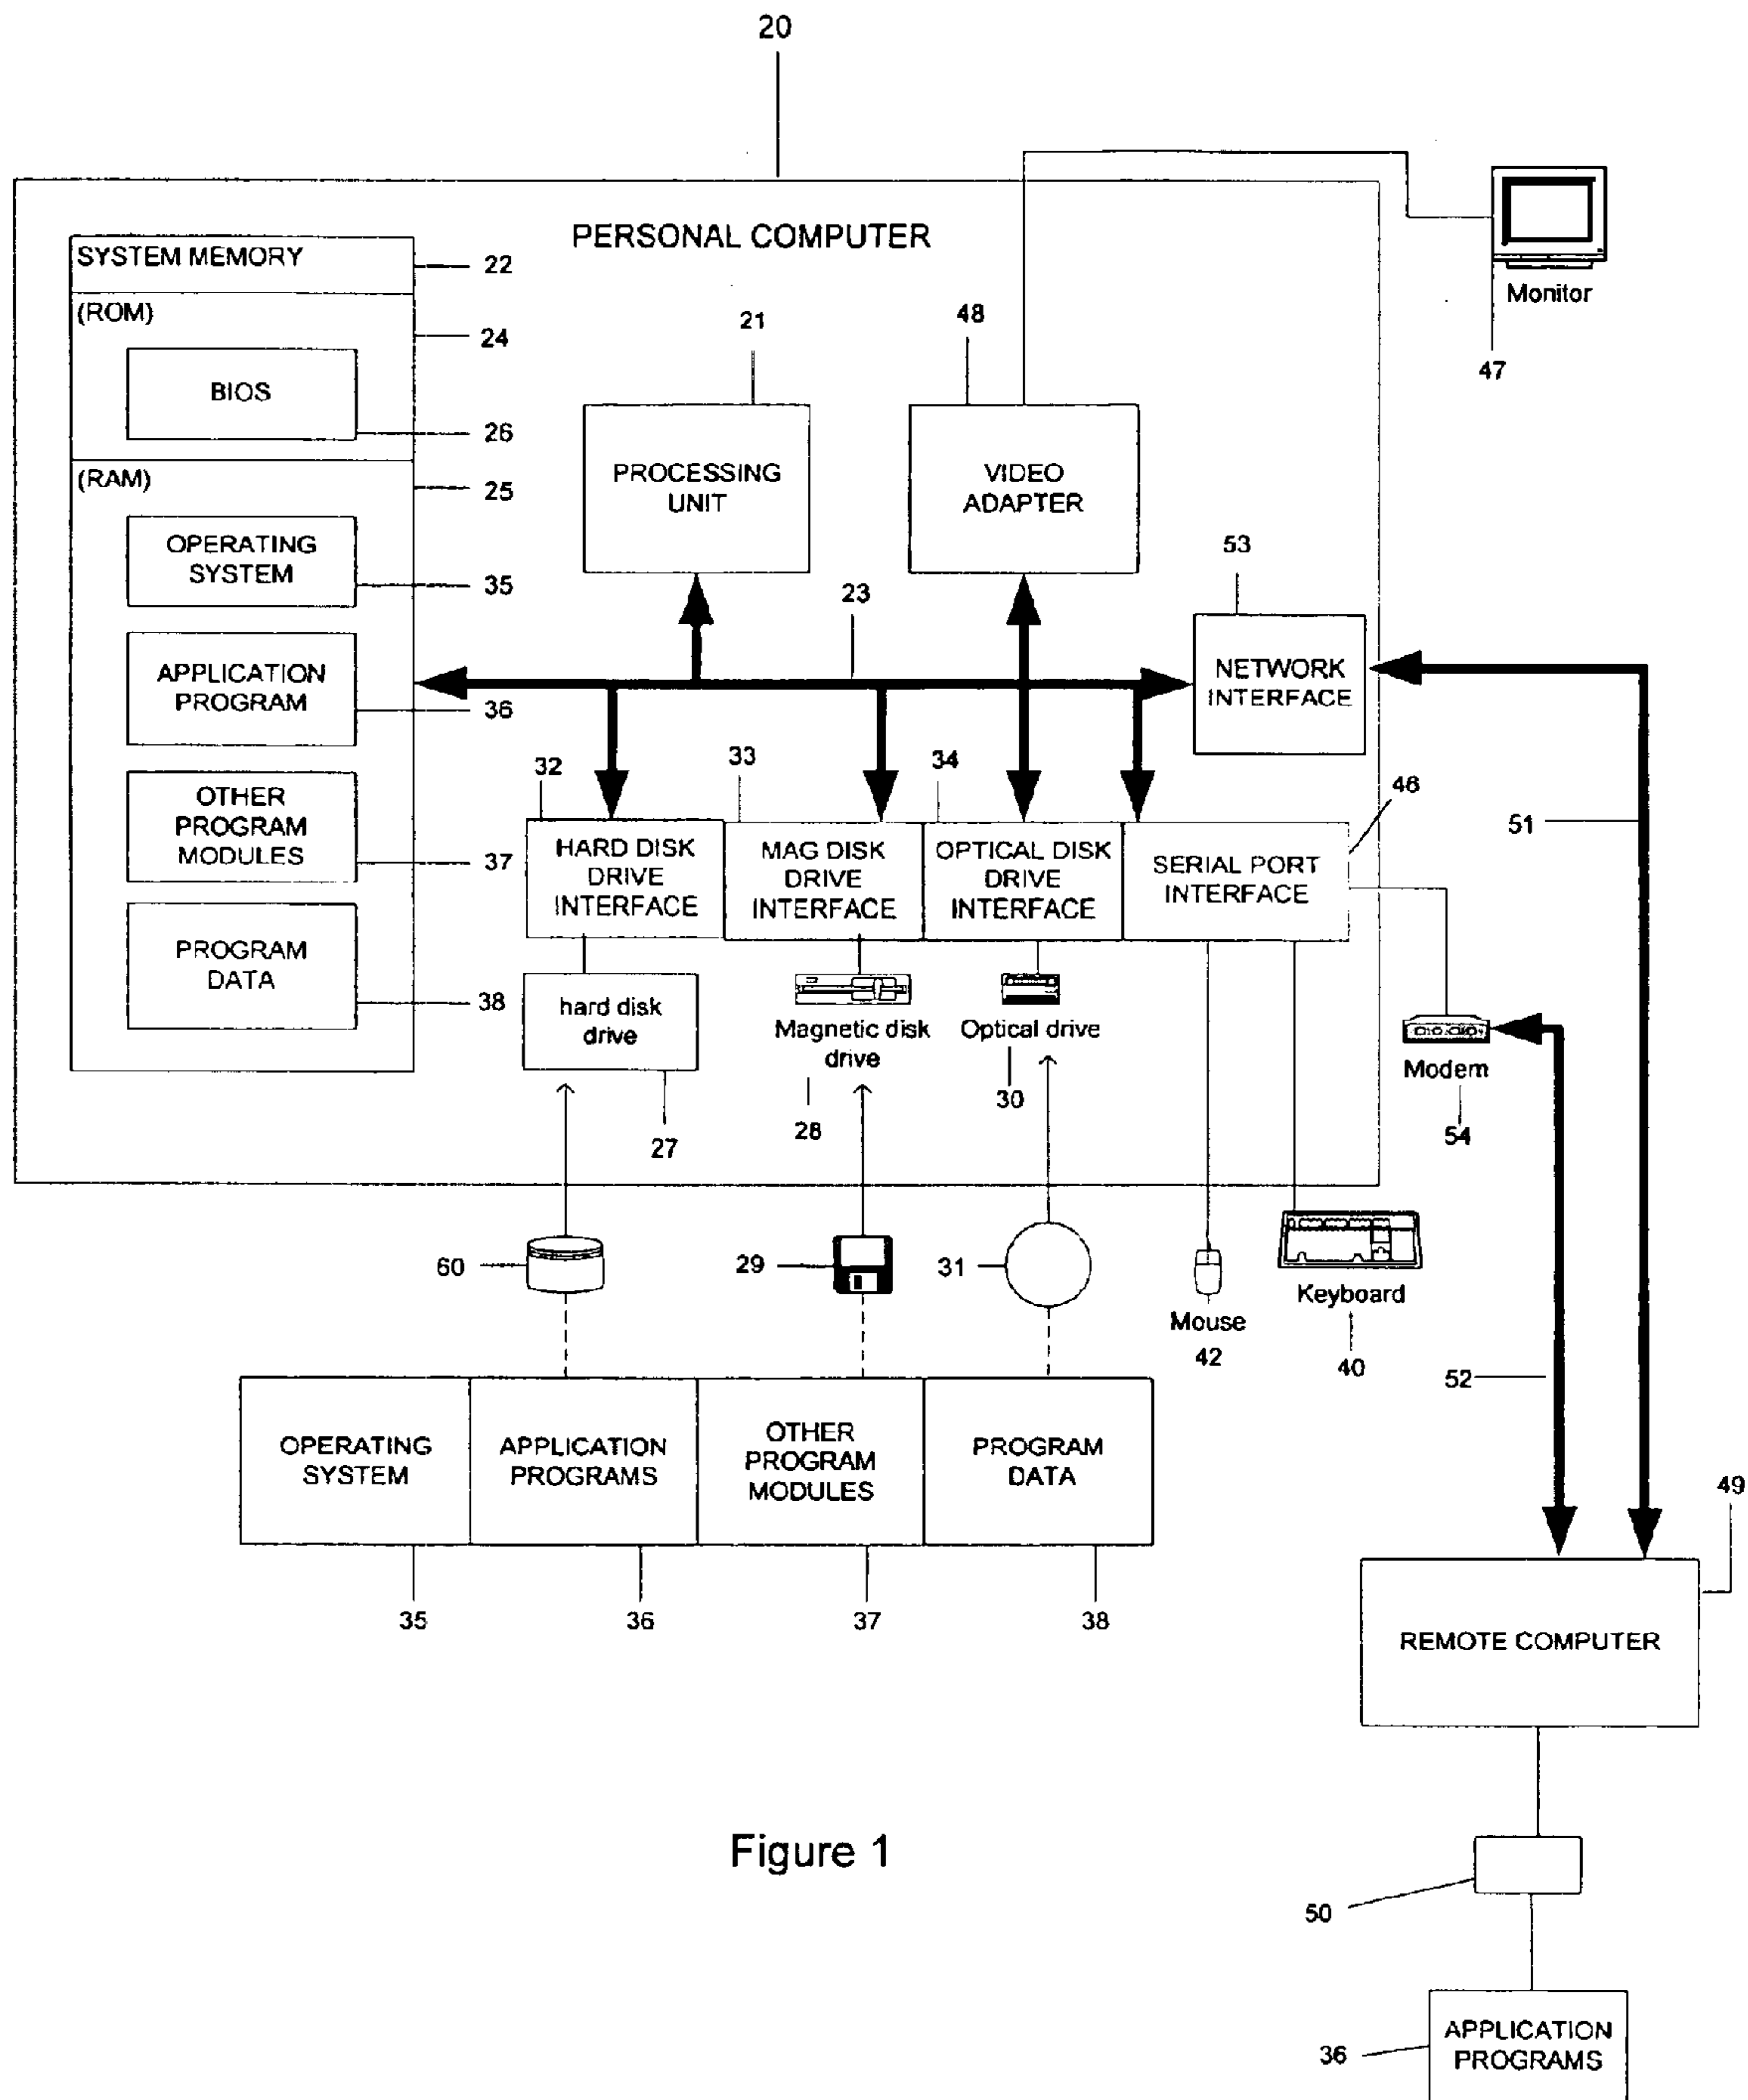 20
PERSONAL COMPUTER
SYSTEM MEMORY
22
(ROM)
24
BIOS
26
(RAM)
25
OPERATING
SYSTEM
35
APPLICATION
PROGRAM
36
OTHER
PROGRAM
MODULES
37
PROGRAM
DATA
38
21
PROCESSING
UNIT
48
VIDEO
ADAPTER
Monitor
47
23
53
NETWORK
INTERFACE
32
HARD DISK
DRIVE
INTERFACE
33
MAG DISK
DRIVE
INTERFACE
34
OPTICAL DISK
DRIVE
INTERFACE
46
SERIAL PORT
INTERFACE
51
hard disk
drive
27
Magnetic disk
drive
28
Optical drive
30
Modem
54
60
29
31
Mouse
42
Keyboard
40
52
OPERATING
SYSTEM
35
APPLICATION
PROGRAMS
36
OTHER
PROGRAM
MODULES
37
PROGRAM
DATA
38
49
REMOTE COMPUTER
Figure 1
50
36
APPLICATION
PROGRAMS